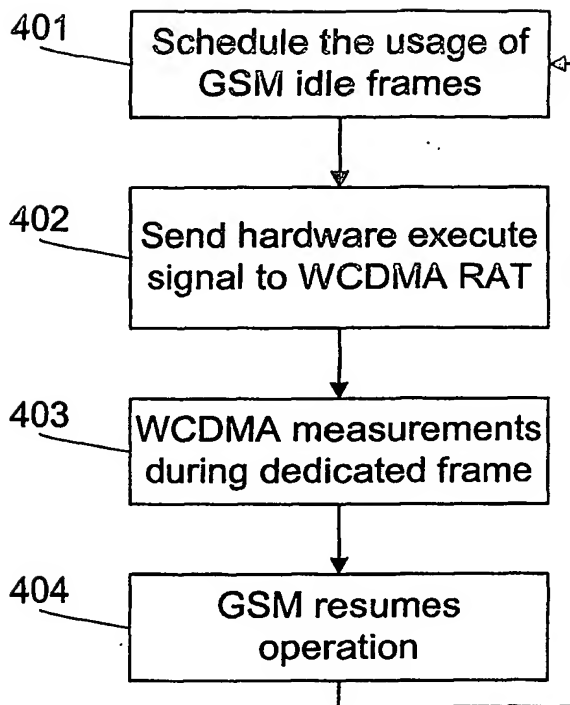 401
Schedule the usage of
GSM idle frames
402
Send hardware execute
signal to WCDMA RAT
403
WCDMA measurements
during dedicated frame
404
GSM resumes
operation